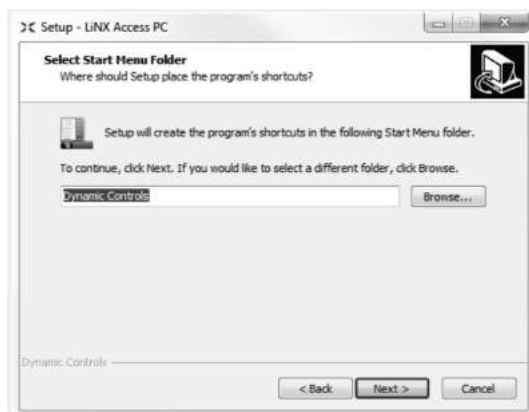 Setup - LiNX Access PC
Select Start Menu Folder
Where should Setup place the program's shortcuts?
Setup will create the program's shortcuts in the following Start Menu folder.
To continue, click Next. If you would like to select a different folder, click Browse.
Dynamic Controls
Browse...
Dynamic Controls
< Back
Next >
Cancel